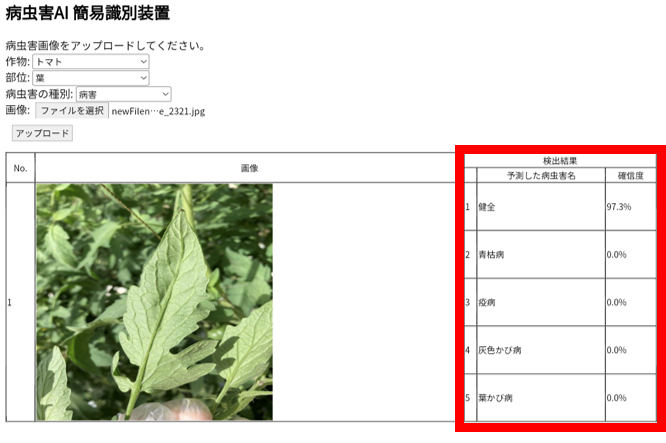 病虫害AI 簡易識別装置
病虫害画像をアップロードしてください。
作物: トマト
部位: 葉
病虫害の種別: 病害
画像: ファイルを選択 newFilen…e_2321.jpg
アップロード
No. 画像 検出結果
予測した病虫害名 確信度
1
1 健全 97.3%
2 青枯病 0.0%
3 疫病 0.0%
4 灰色かび病 0.0%
5 葉かび病 0.0%